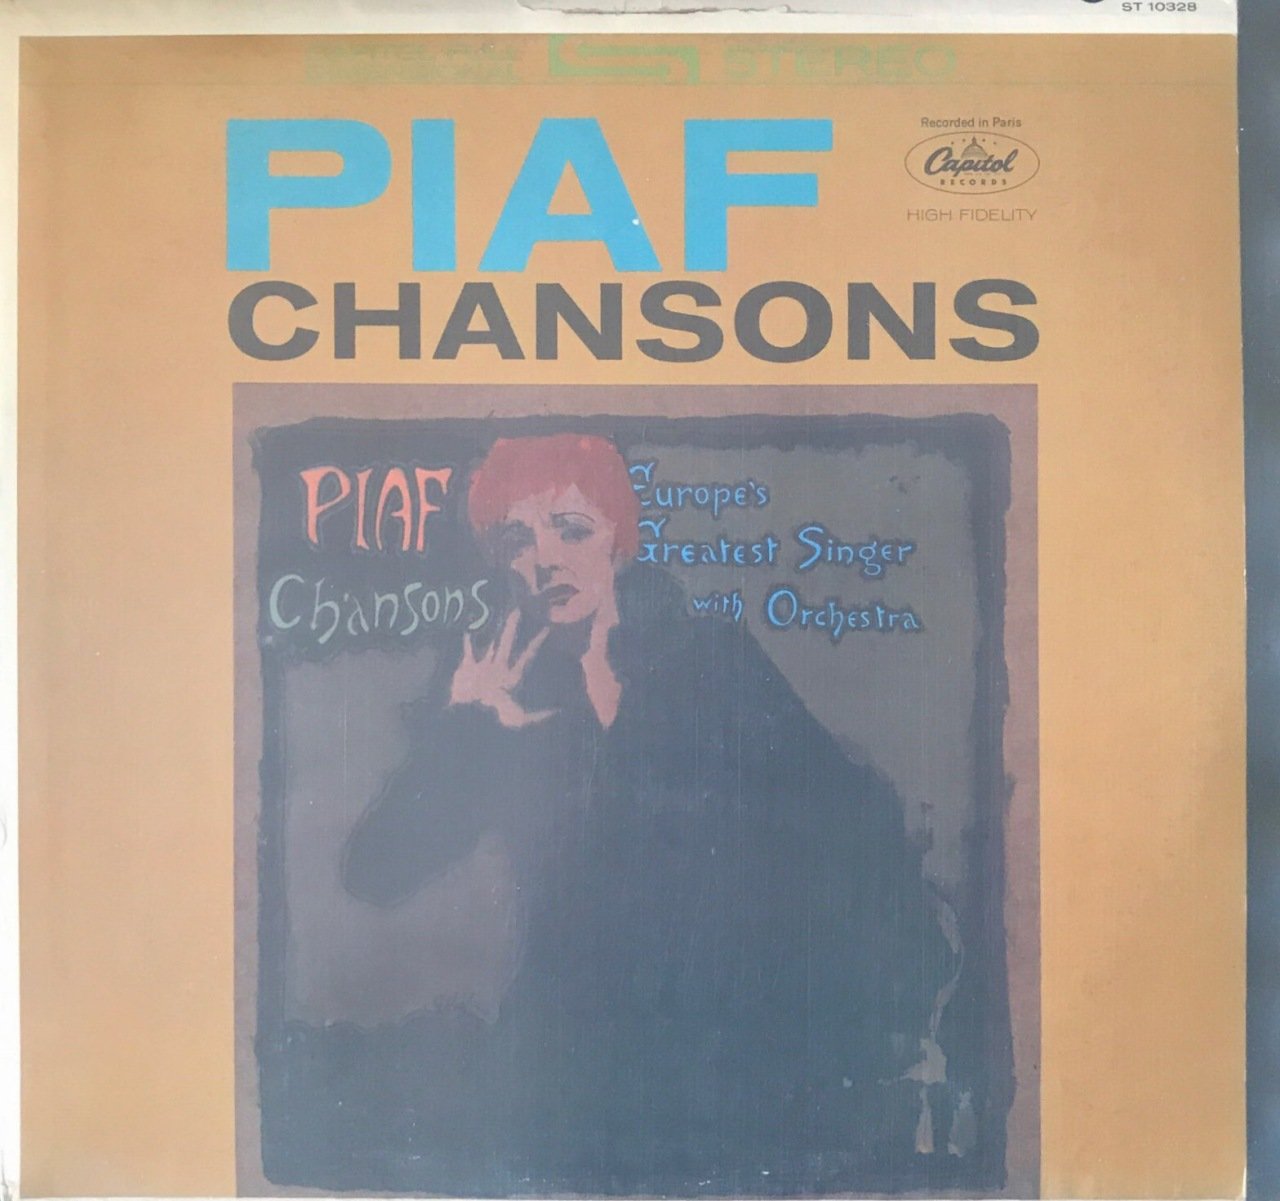 ST 10328
STEREO
PIAF
Recorded in Paris
Capitol
RECORDS
HIGH FIDELITY
CHANSONS
PIAF
Chansons
Europe's
Greatest Singer
with Orchestra